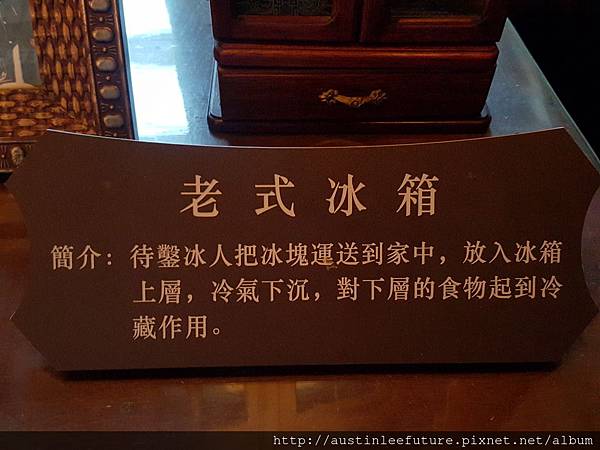 老式冰箱
簡介：待鑿冰人把冰塊運送到家中，放入冰箱
上層，冷氣下沉，對下層的食物起到冷
藏作用。
http://austinleefuture.pixnet.net/album